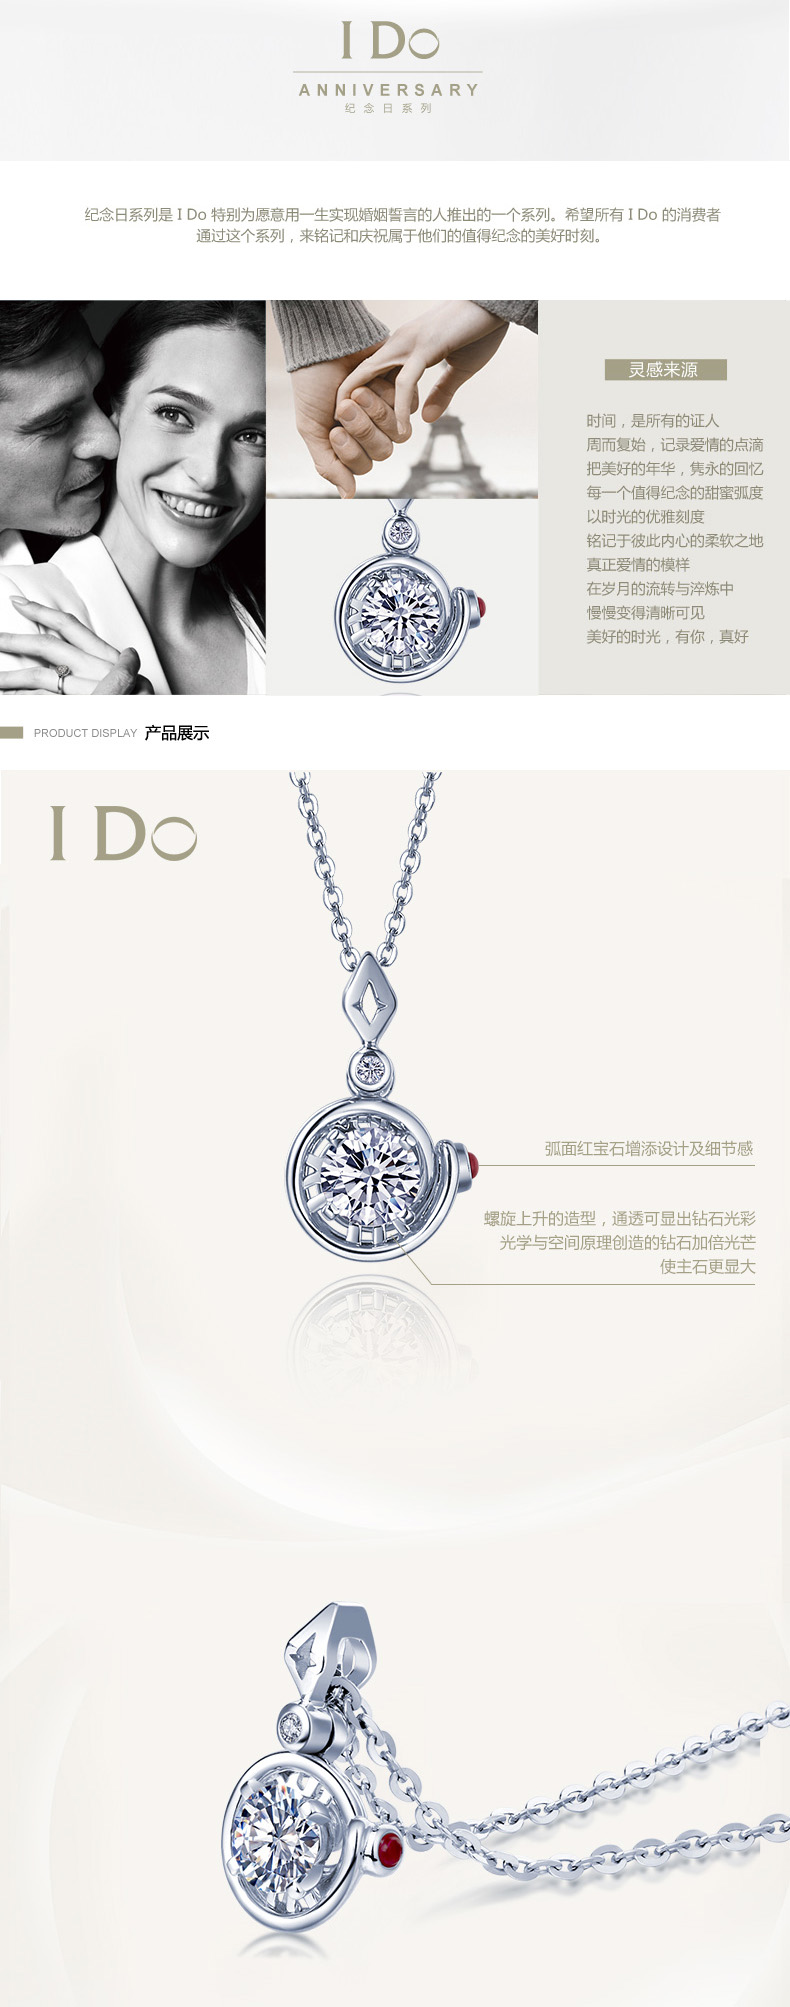 I DO
ANNIVERSARY
纪念日系列
纪念日系列是 I Do 特别为愿意用一生实现婚姻誓言的人推出的一个系列。希望所有 I Do 的消费者
通过这个系列，来铭记和庆祝属于他们的值得纪念的美好时刻。
灵感来源
时间，是所有的证人
周而复始，记录爱情的点滴
把美好的年华，隽永的回忆
每一个值得纪念的甜蜜弧度
以时光的优雅刻度
铭记于彼此内心的柔软之地
真正爱情的模样
在岁月的流转与淬炼中
慢慢变得清晰可见
美好的时光，有你，真好
PRODUCT DISPLAY 产品展示
I DO
弧面红宝石增添设计及细节感
螺旋上升的造型，通透可显出钻石光彩
光学与空间原理创造的钻石加倍光芒
使主石更显大